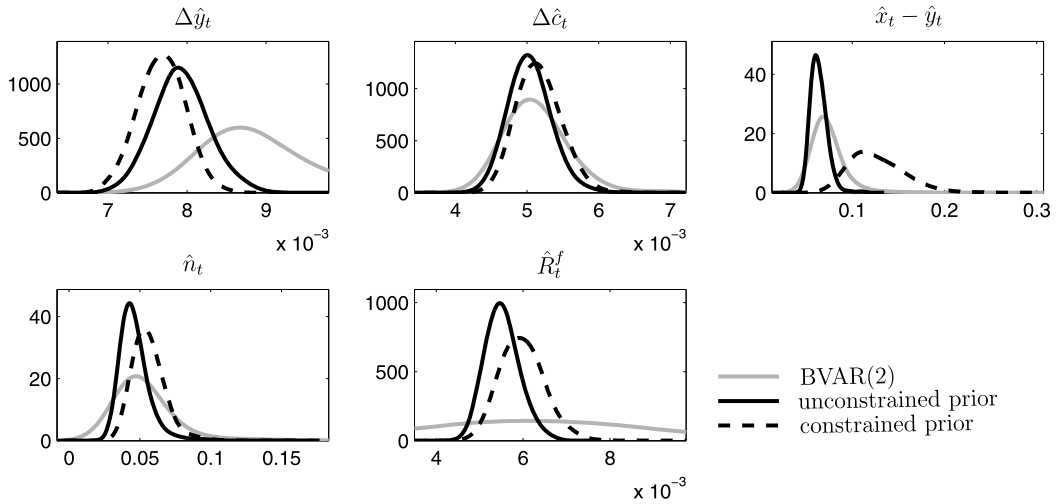 Δŷ_t
Δĉ_t
x̂_t − ŷ_t
1000
500
0
7 8 9
x 10^-3
1000
500
0
4 5 6 7
x 10^-3
40
20
0
0.1 0.2 0.3
n̂_t
R̂_t^f
40
20
0
0 0.05 0.1 0.15
1000
500
0
4 6 8
x 10^-3
BVAR(2)
unconstrained prior
constrained prior